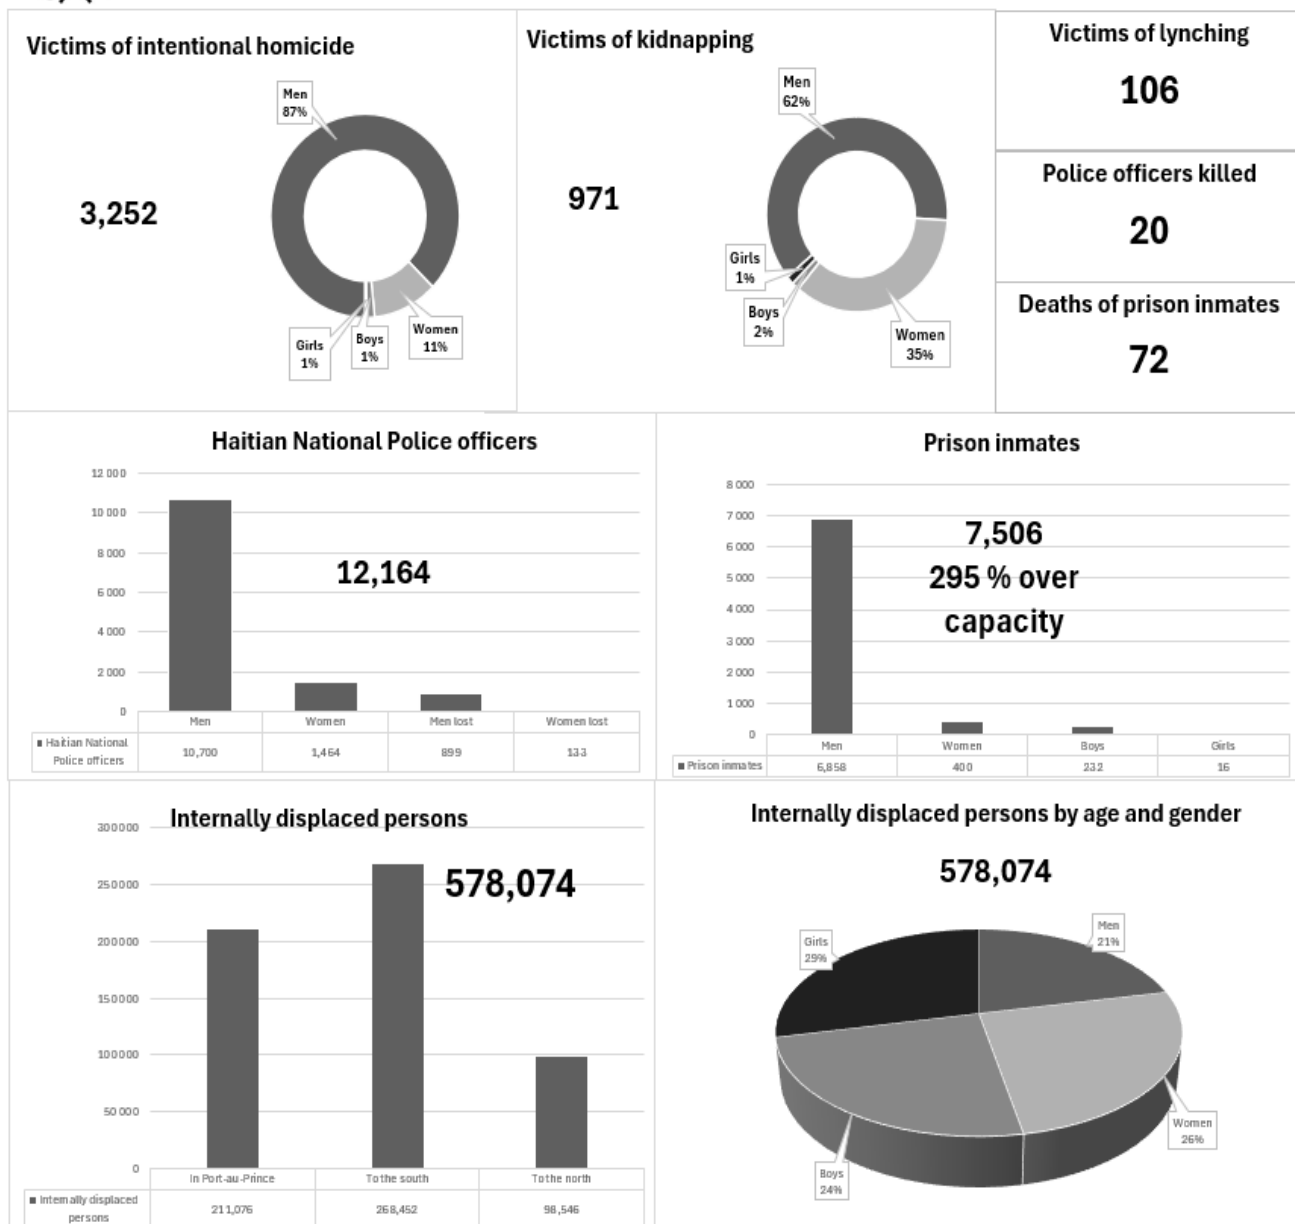 Victims of intentional homicide
3,252
Men
87%
Girls
1%
Boys
1%
Women
11%
Victims of kidnapping
971
Men
62%
Girls
1%
Boys
2%
Women
35%
Victims of lynching
106
Police officers killed
20
Deaths of prison inmates
72
Haitian National Police officers
12,164
12 000
10 000
8 000
6 000
4 000
2 000
0
Men Women Men lost Women lost
Haitian National
Police officers
10,700 1,464 899 133
Prison inmates
7,506
295 % over
capacity
8 000
7 000
6 000
5 000
4 000
3 000
2 000
1 000
0
Men Women Boys Girls
Prison inmates 6,858 400 232 16
Internally displaced persons
578,074
300000
250000
200000
150000
100000
50 000
0
In Port-au-Prince To the south To the north
Internally displaced
persons
211,076 268,452 98,546
Internally displaced persons by age and gender
578,074
Girls
29%
Men
21%
Women
26%
Boys
24%